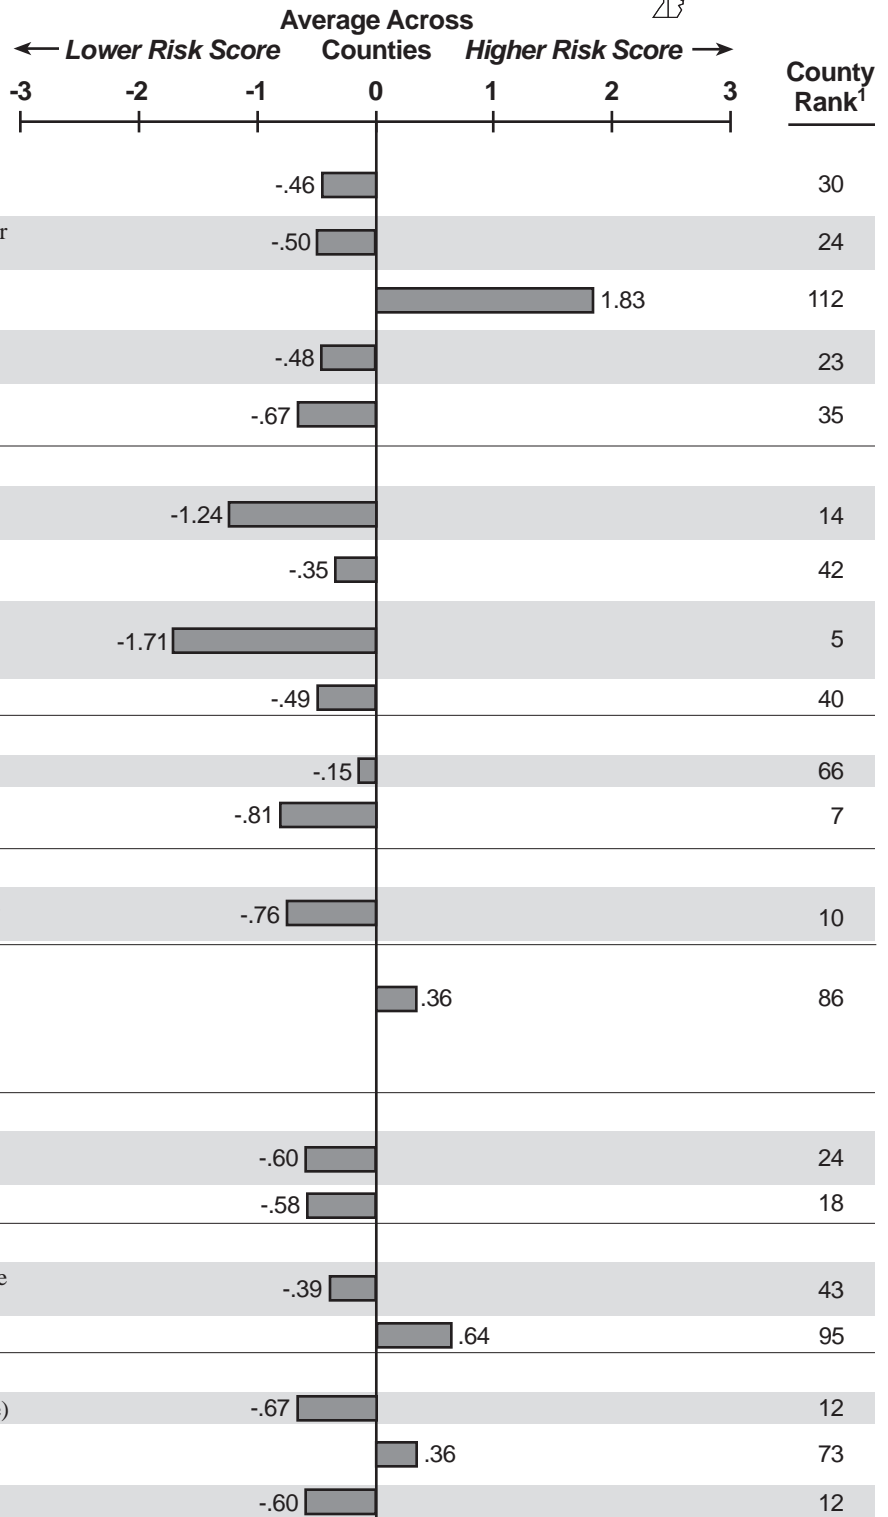 Average Across
Lower Risk Score Counties Higher Risk Score
County
Rank1
-3 -2 -1 0 1 2 3
-.46 30
r
-.50 24
1.83 112
-.48 23
-.67 35
-1.24 14
-.35 42
-1.71 5
-.49 40
-.15 66
-.81 7
-.76 10
.36 86
-.60 24
-.58 18
e
-.39 43
.64 95
) -.67 12
.36 73
-.60 12